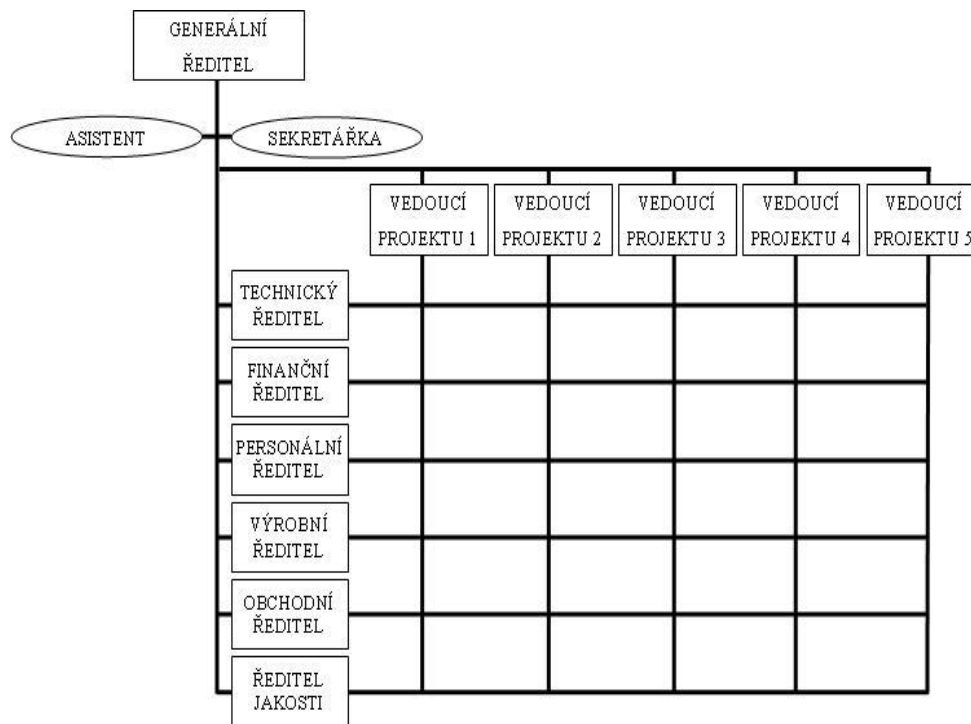 GENERÁLNÍ
ŘEDITEL
ASISTENT
SEKRETÁŘKA
VEDOUCÍ
PROJEKTU 1
VEDOUCÍ
PROJEKTU 2
VEDOUCÍ
PROJEKTU 3
VEDOUCÍ
PROJEKTU 4
VEDOUCÍ
PROJEKTU 5
TECHNICKÝ
ŘEDITEL
FINANČNÍ
ŘEDITEL
PERSONÁLNÍ
ŘEDITEL
VÝROBNÍ
ŘEDITEL
OBCHODNÍ
ŘEDITEL
ŘEDITEL
JAKOSTI